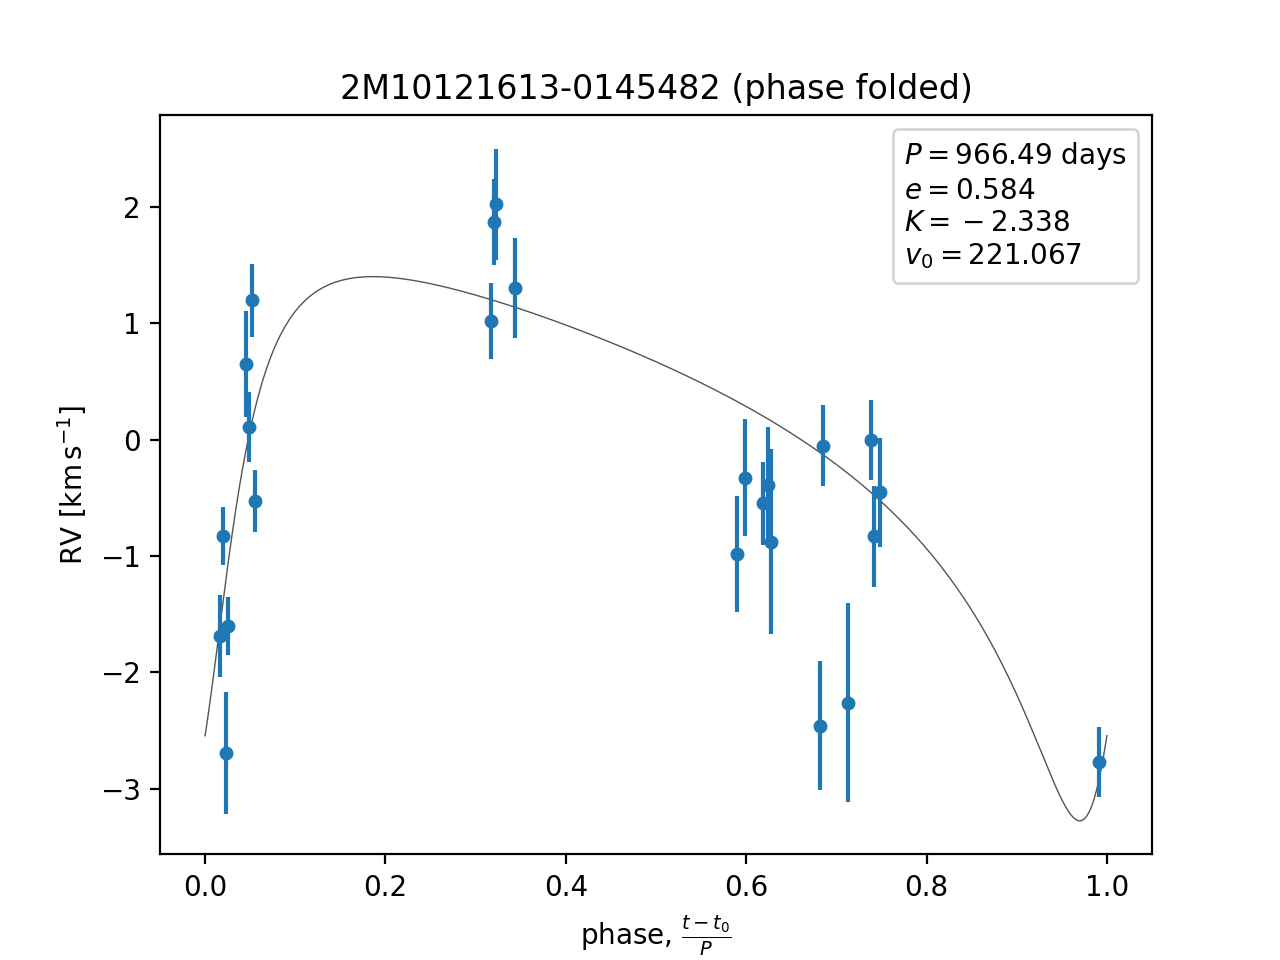 2M10121613-0145482 (phase folded)
P = 966.49 days
e = 0.584
K = −2.338
v₀ = 221.067
2
1
0
−1
−2
−3
RV [km s⁻¹]
0.0 0.2 0.4 0.6 0.8 1.0
phase, (t − t₀)/P